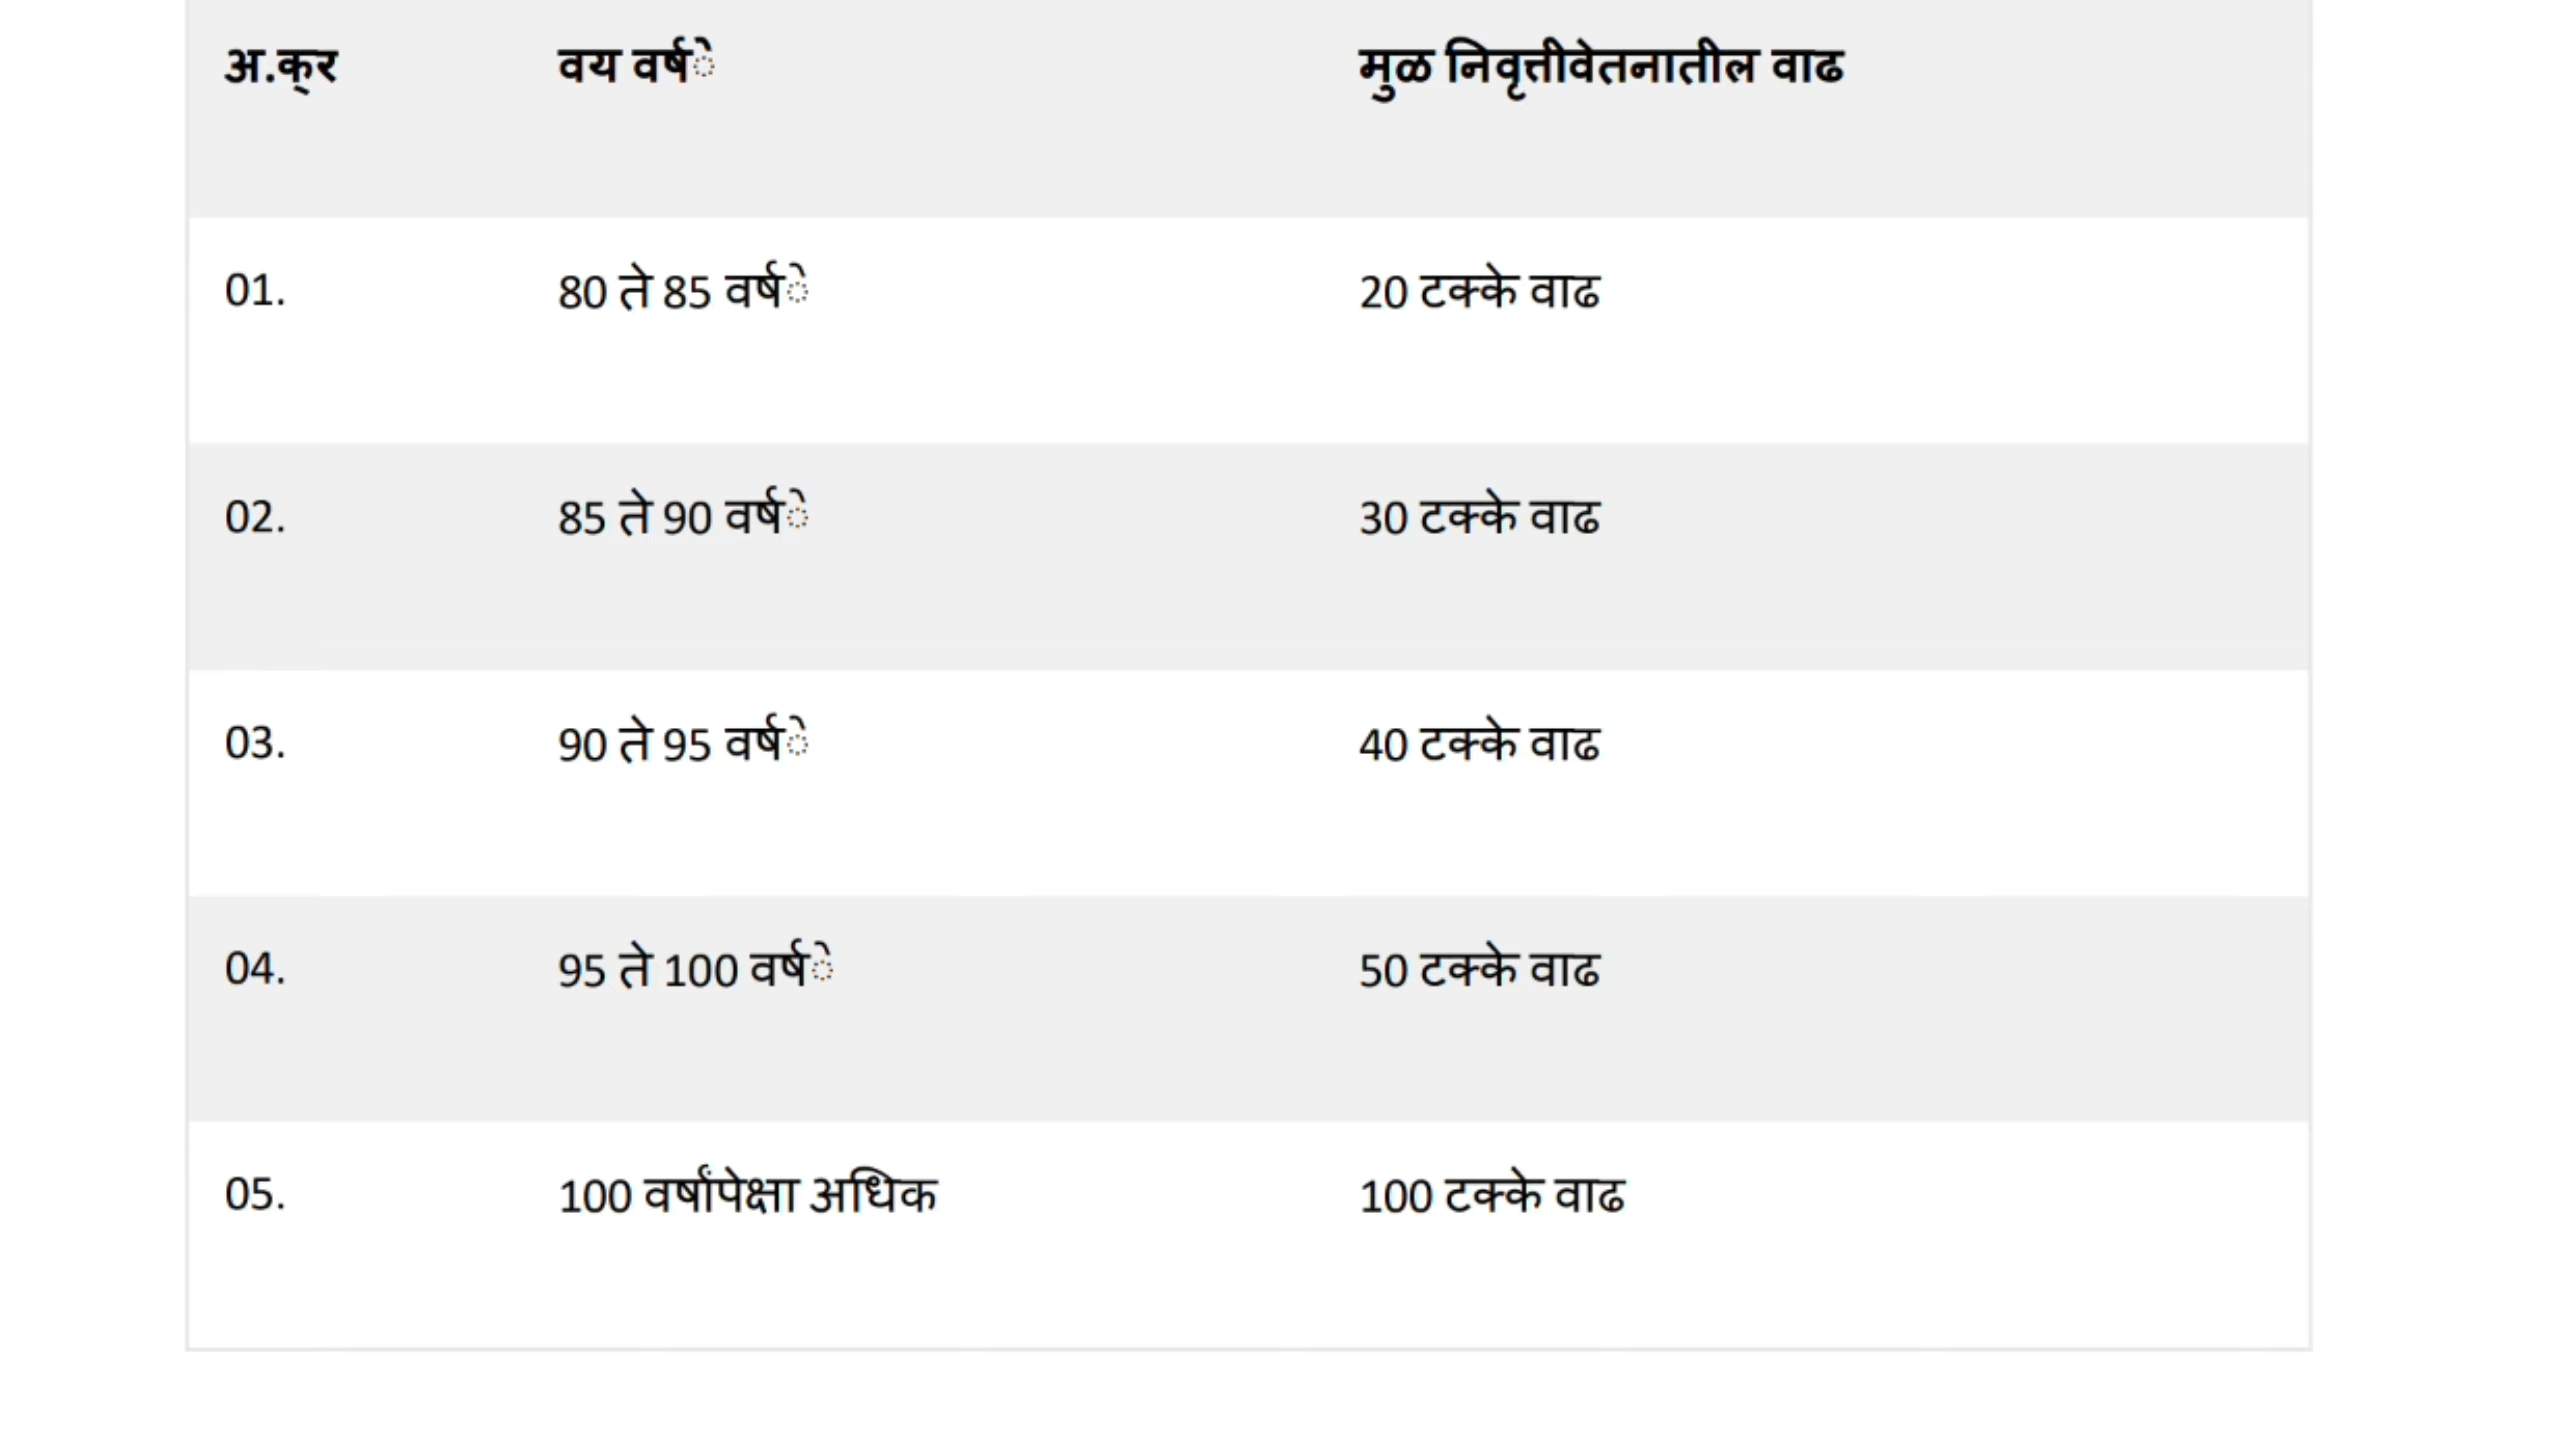 अ.क्र वय वर्षे मुळ निवृत्तीवेतनातील वाढ
01. 80 ते 85 वर्षे 20 टक्के वाढ
02. 85 ते 90 वर्षे 30 टक्के वाढ
03. 90 ते 95 वर्षे 40 टक्के वाढ
04. 95 ते 100 वर्षे 50 टक्के वाढ
05. 100 वर्षांपेक्षा अधिक 100 टक्के वाढ